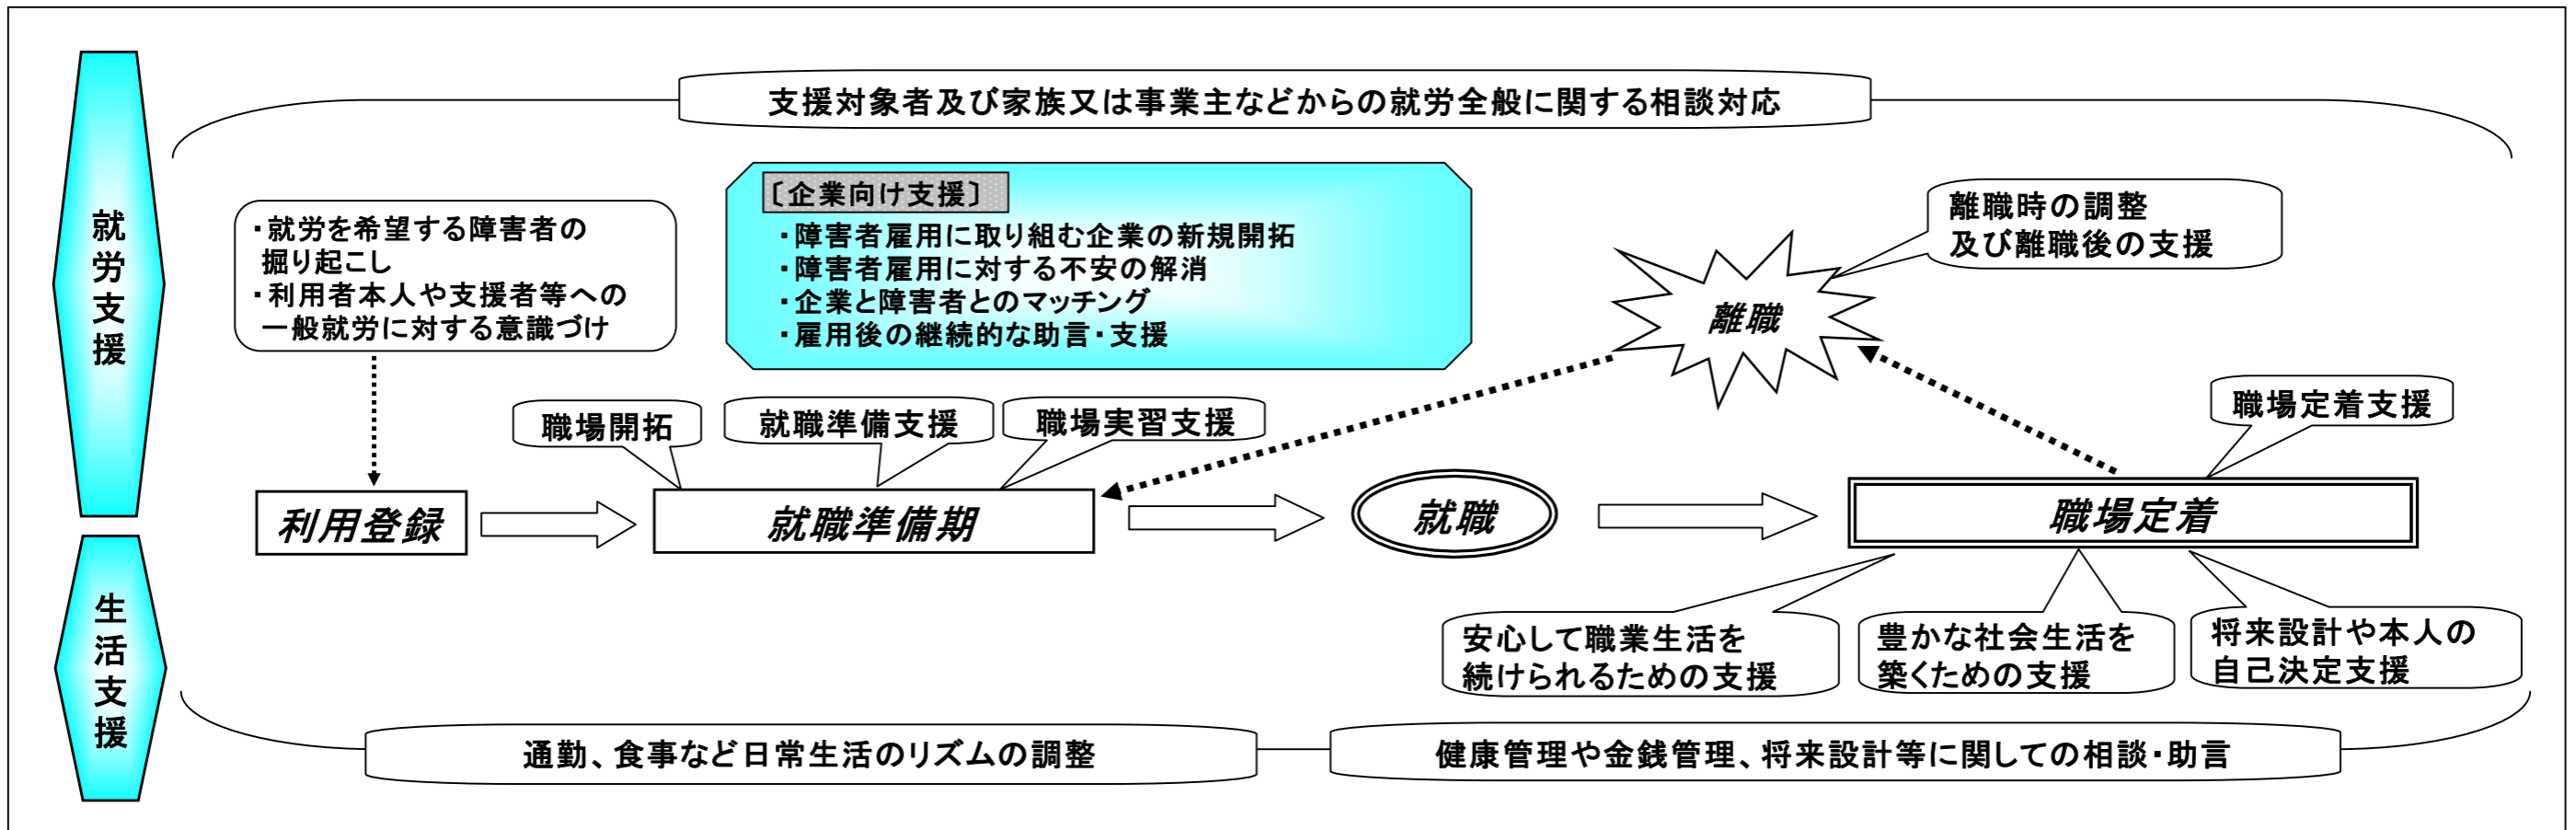 就労支援
支援対象者及び家族又は事業主などからの就労全般に関する相談対応
・就労を希望する障害者の
掘り起こし
・利用者本人や支援者等への
一般就労に対する意識づけ
〔企業向け支援〕
・障害者雇用に取り組む企業の新規開拓
・障害者雇用に対する不安の解消
・企業と障害者とのマッチング
・雇用後の継続的な助言・支援
離職時の調整
及び離職後の支援
離職
職場開拓
就職準備支援
職場実習支援
職場定着支援
利用登録
就職準備期
就職
職場定着
生活支援
安心して職業生活を
続けられるための支援
豊かな社会生活を
築くための支援
将来設計や本人の
自己決定支援
通勤、食事など日常生活のリズムの調整
健康管理や金銭管理、将来設計等に関しての相談・助言